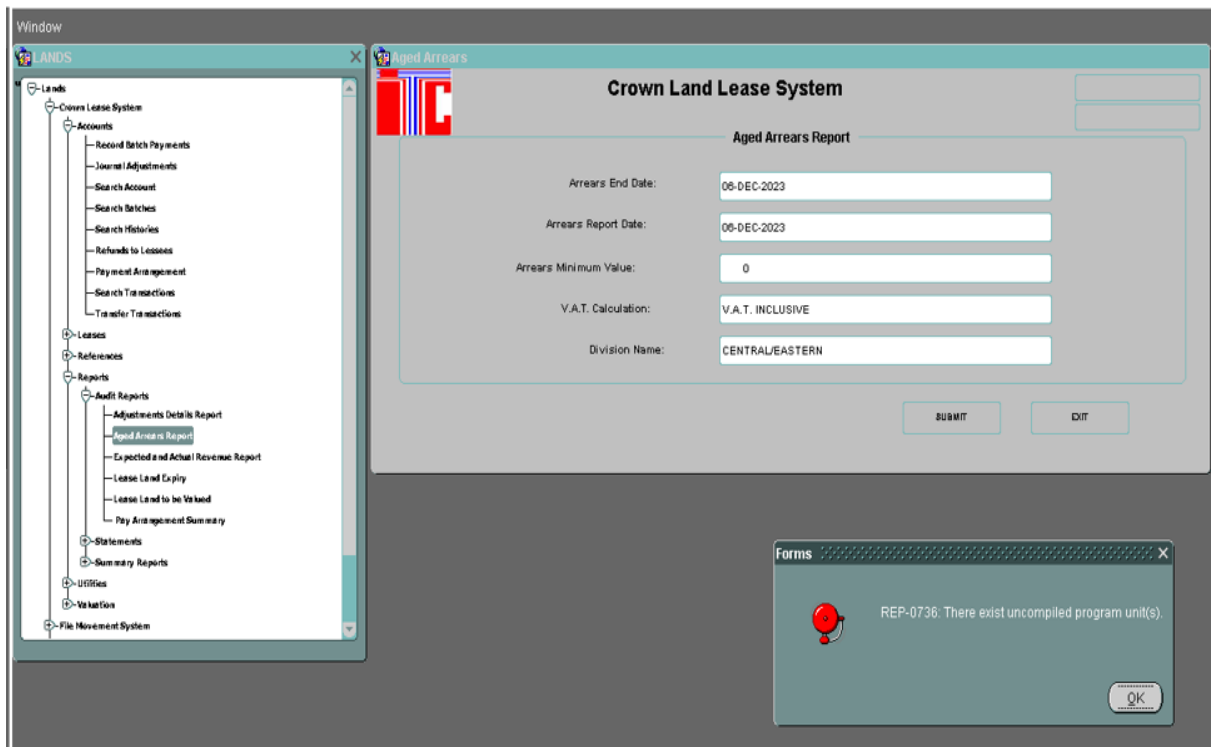 Window
LANDS
Lands
Crown Lease System
Accounts
Record Batch Payments
Journal Adjustments
Search Account
Search Batches
Search Histories
Refunds to Lessees
Payment Arrangement
Search Transactions
Transfer Transactions
Leases
References
Reports
Audit Reports
Adjustments Details Report
Aged Arrears Report
Expected and Actual Revenue Report
Lease Land Expiry
Lease Land to be Valued
Pay Arrangement Summary
Statements
Summary Reports
Utilities
Valuation
File Movement System
Aged Arrears
Crown Land Lease System
Aged Arrears Report
Arrears End Date: 06-DEC-2023
Arrears Report Date: 06-DEC-2023
Arrears Minimum Value: 0
V.A.T. Calculation: V.A.T. INCLUSIVE
Division Name: CENTRAL/EASTERN
SUBMIT EXIT
Forms
REP-0736: There exist uncompiled program unit(s).
OK